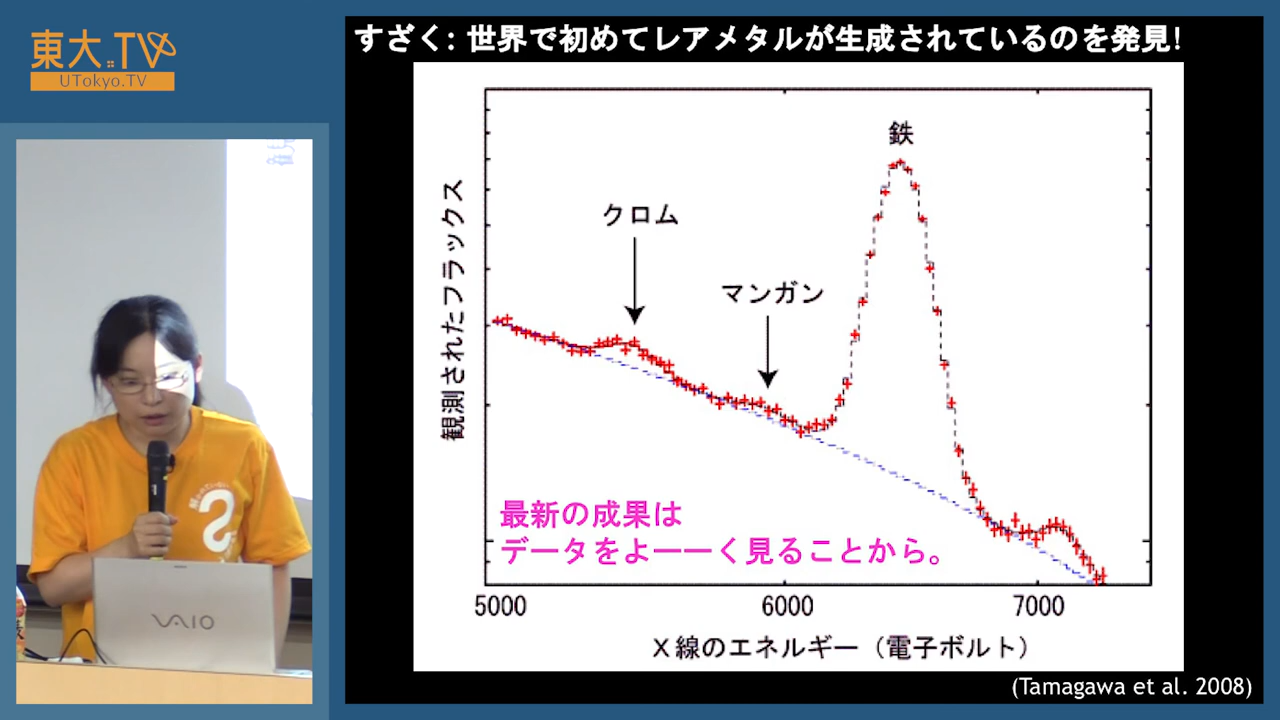 東大.TV
UTokyo.TV
すざく: 世界で初めてレアメタルが生成されているのを発見!
鉄
クロム
マンガン
観測されたフラックス
最新の成果は
データをよーーく見ることから。
5000 6000 7000
X線のエネルギー（電子ボルト）
(Tamagawa et al. 2008)
VAIO